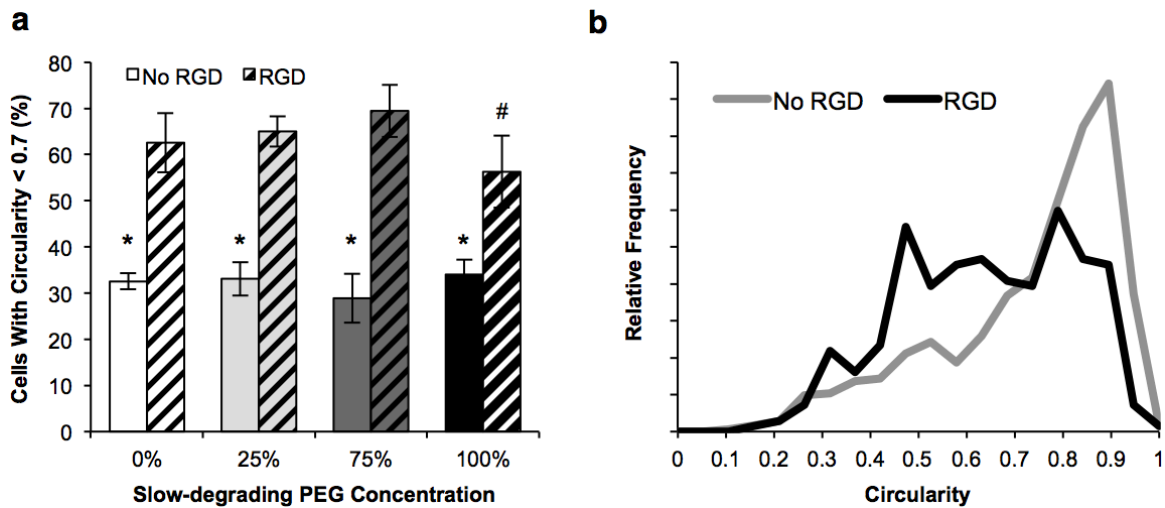 a
Cells With Circularity < 0.7 (%)
80
70
60
50
40
30
20
10
0
No RGD RGD
* * * * #
0% 25% 75% 100%
Slow-degrading PEG Concentration
b
Relative Frequency
No RGD RGD
0 0.1 0.2 0.3 0.4 0.5 0.6 0.7 0.8 0.9 1
Circularity